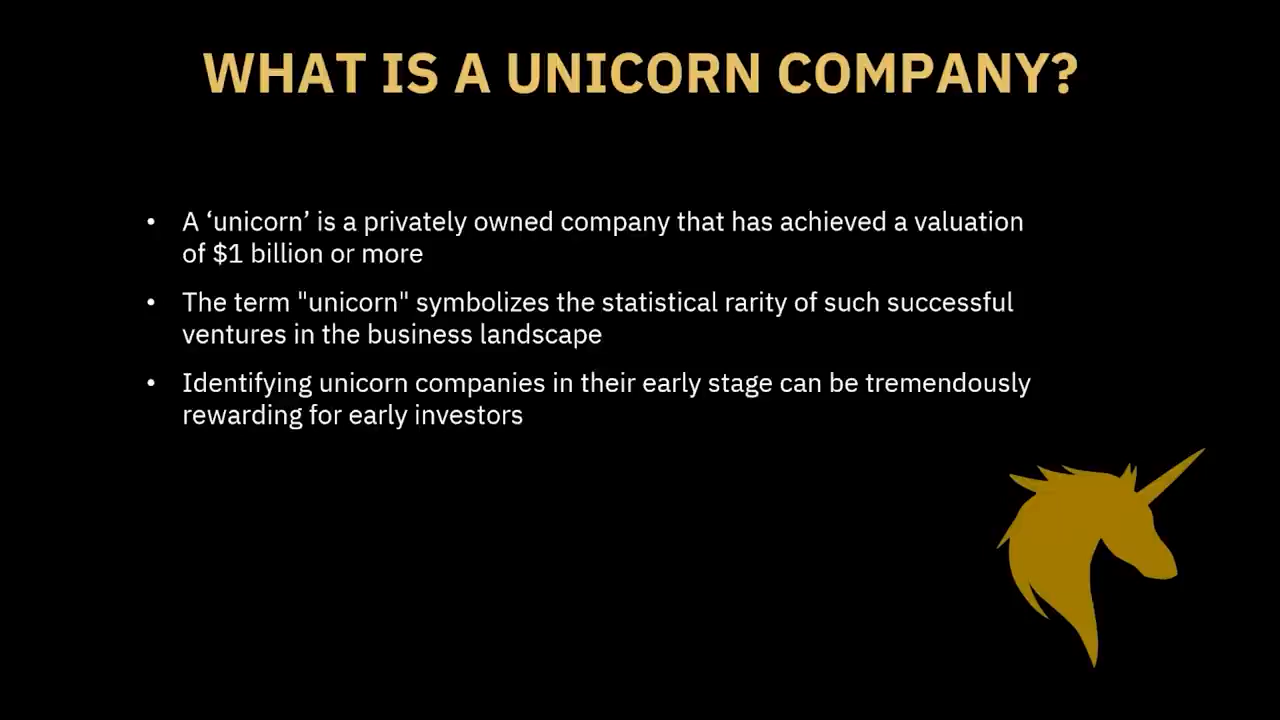 WHAT IS A UNICORN COMPANY?
• A ‘unicorn’ is a privately owned company that has achieved a valuation
of $1 billion or more
• The term "unicorn" symbolizes the statistical rarity of such successful
ventures in the business landscape
• Identifying unicorn companies in their early stage can be tremendously
rewarding for early investors